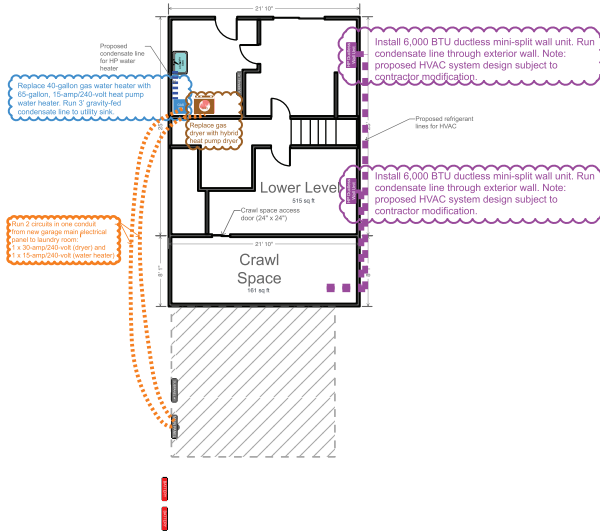 21' 10"
Proposed
condensate line
for HP water
heater
Install 6,000 BTU ductless mini-split wall unit. Run
condensate line through exterior wall. Note:
proposed HVAC system design subject to
contractor modification.
Replace 40-gallon gas water heater with
65-gallon, 15-amp/240-volt heat pump
water heater. Run 3' gravity-fed
condensate line to utility sink.
Replace gas
dryer with hybrid
heat pump dryer
Proposed refrigerant
lines for HVAC
Install 6,000 BTU ductless mini-split wall unit. Run
condensate line through exterior wall. Note:
proposed HVAC system design subject to
contractor modification.
Lower Level
515 sq ft
Crawl space access
door (24" x 24")
Run 2 circuits in one conduit
from new garage main electrical
panel to laundry room:
1 x 30-amp/240-volt (dryer) and
1 x 15-amp/240-volt (water heater)
21' 10"
8' 1"
8' 1"
Crawl
Space
161 sq ft